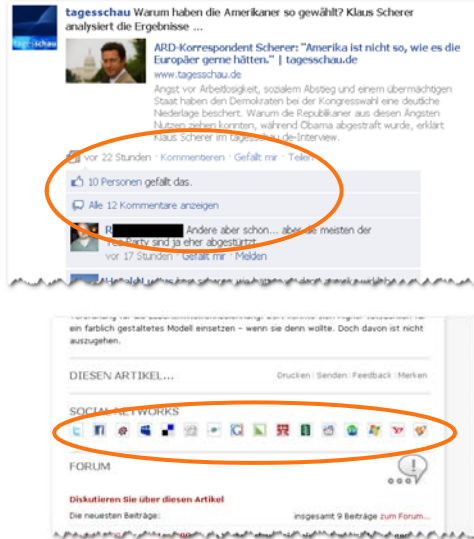 tagesschau Warum haben die Amerikaner so gewählt? Klaus Scherer
analysiert die Ergebnisse ...
tagesschau
ARD-Korrespondent Scherer: "Amerika ist nicht so, wie es die
Europäer gerne hätten." | tagesschau.de
www.tagesschau.de
Angst vor Arbeitlosigkeit, sozialem Abstieg und einem übermächtigen
Staat haben den Demokraten bei der Kongresswahl eine deutliche
Niederlage beschert. Warum die Republikaner aus diesen Ängsten
Nutzen ziehen konnten, während Obama abgestraft wurde, erklärt
Klaus Scherer im tagesschau.de-Interview.
vor 22 Stunden · Kommentieren · Gefällt mir · Teilen
10 Personen gefällt das.
Alle 12 Kommentare anzeigen
R Andere aber schon... aber die meisten der
Tea Party sind ja eher abgestürzt
vor 17 Stunden · Gefällt mir · Melden
ein farblich gestaltetes Modell einsetzen – wenn sie denn wollte. Doch davon ist nicht
auszugehen.
DIESEN ARTIKEL... Drucken | Senden | Feedback | Merken
SOCIAL NETWORKS
FORUM
Diskutieren Sie über diesen Artikel
Die neuesten Beiträge: insgesamt 9 Beiträge zum Forum...